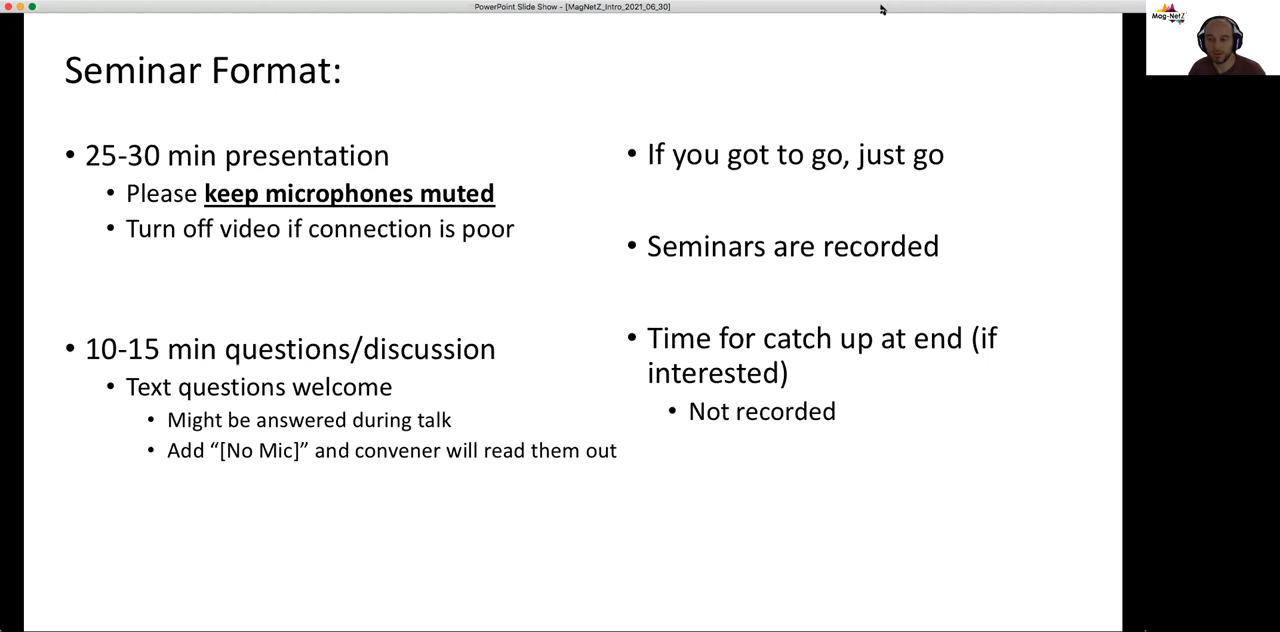 PowerPoint Slide Show - [MagNetZ_Intro_2021_06_30]
Mag-NetZ
Seminar Format:
• 25-30 min presentation
• Please keep microphones muted
• Turn off video if connection is poor
• 10-15 min questions/discussion
• Text questions welcome
• Might be answered during talk
• Add “[No Mic]” and convener will read them out
• If you got to go, just go
• Seminars are recorded
• Time for catch up at end (if
interested)
• Not recorded